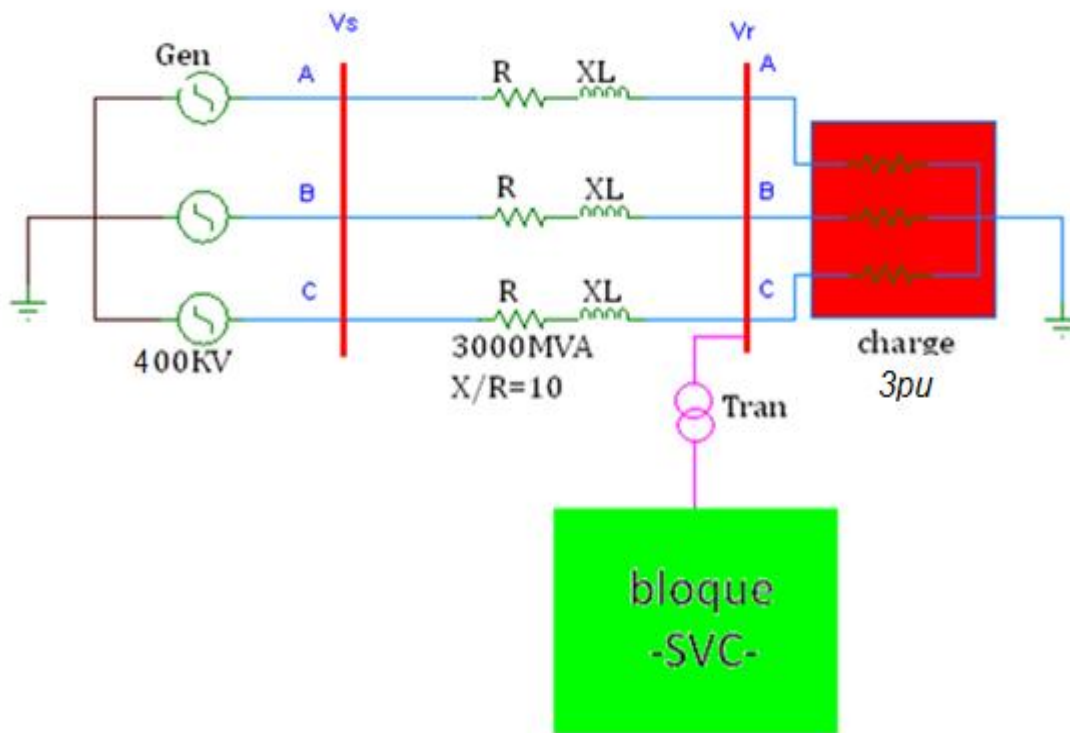 Vs
Vr
Gen
A
R
XL
A
B
R
XL
B
C
R
XL
C
400KV
3000MVA
X/R=10
charge
3pu
Tran
bloque
-SVC-